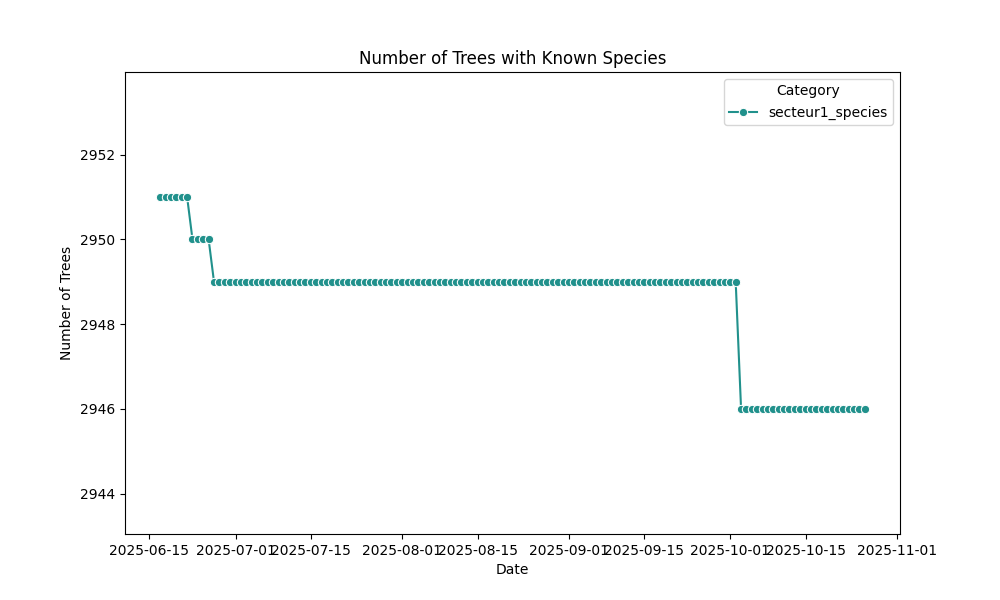 Number of Trees with Known Species
Category
secteur1_species
2952
2950
2948
2946
2944
Number of Trees
2025-06-15 2025-07-01 2025-07-15 2025-08-01 2025-08-15 2025-09-01 2025-09-15 2025-10-01 2025-10-15 2025-11-01
Date